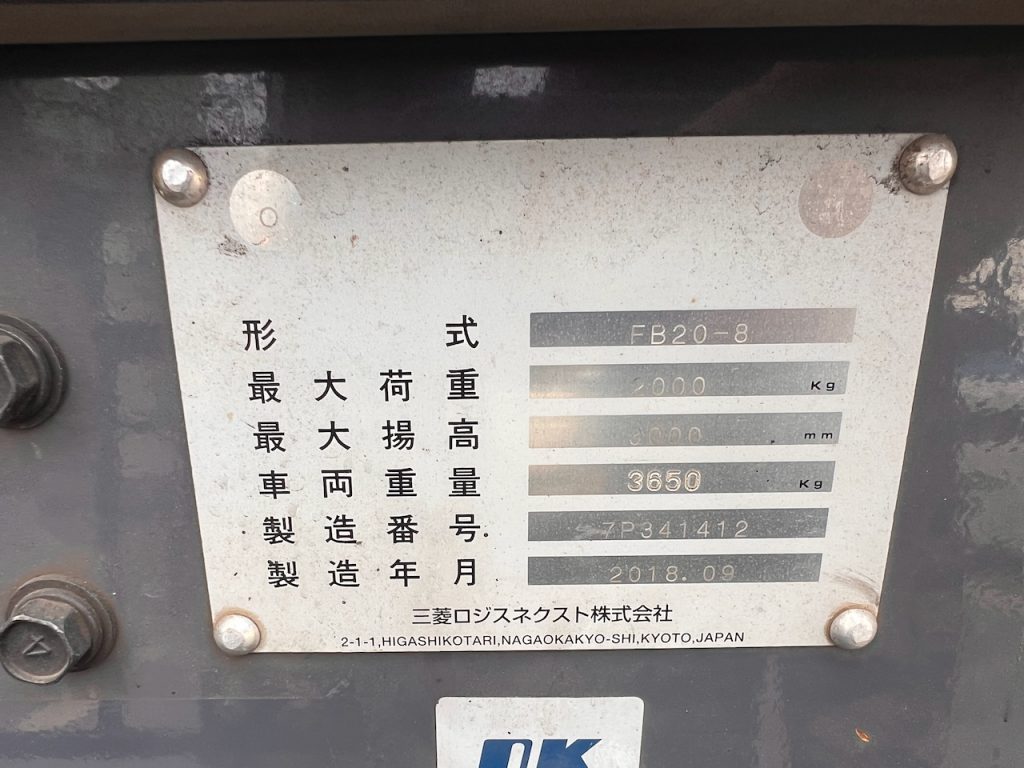 形式 FB20-8
最大荷重 2000 Kg
最大揚高 3000 mm
車両重量 3650 Kg
製造番号. 7P341412
製造年月 2018.09
三菱ロジスネクスト株式会社
2-1-1,HIGASHIKOTARI,NAGAOKAKYO-SHI,KYOTO,JAPAN